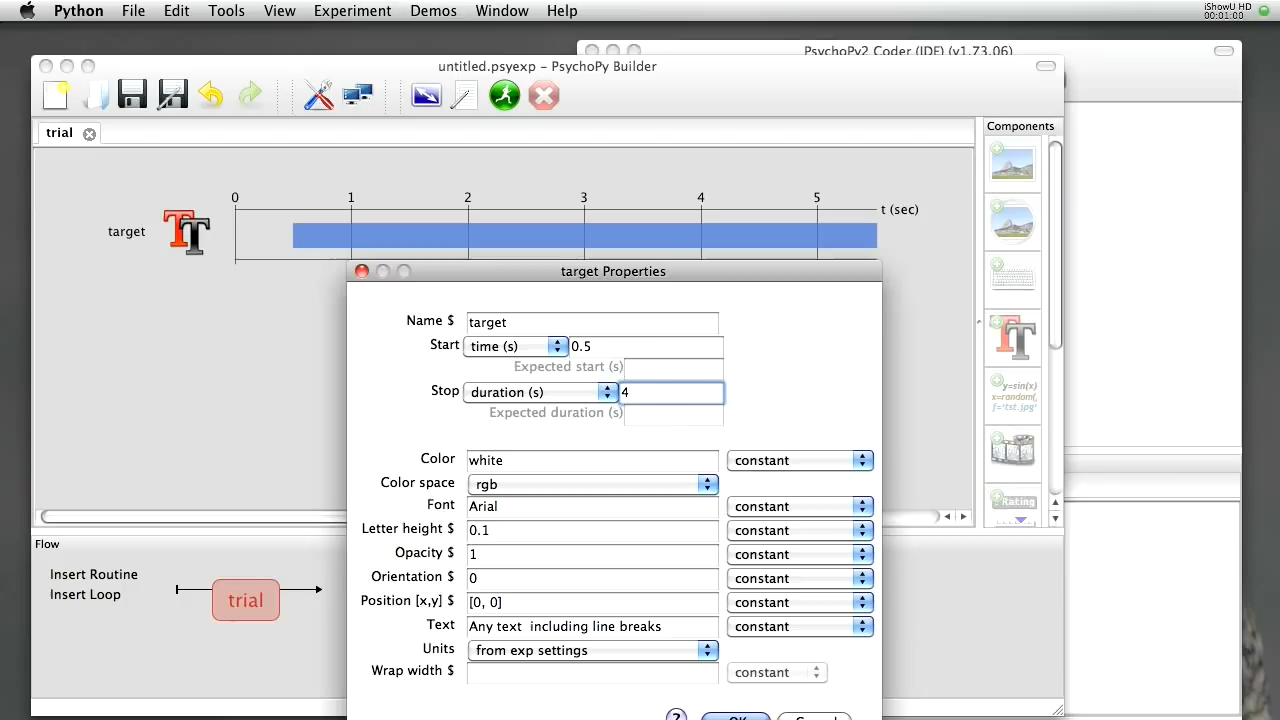 Python File Edit Tools View Experiment Demos Window Help
iShowU HD
00:01:00
PsychoPy2 Coder (IDE) (v1.73.06)
untitled.psyexp - PsychoPy Builder
trial
Components
0 1 2 3 4 5
t (sec)
target
target Properties
Name $ target
Start time (s) 0.5
Expected start (s)
Stop duration (s) 4
Expected duration (s)
y=sin(x)
x=random(
f='tst.jpg'
Color white constant
Color space rgb
Font Arial constant
Rating
Letter height $ 0.1 constant
Flow
Opacity $ 1 constant
Insert Routine
Orientation $ 0 constant
Insert Loop
trial
Position [x,y] $ [0, 0] constant
Text Any text  including line breaks constant
Units from exp settings
Wrap width $ constant
? OK Cancel